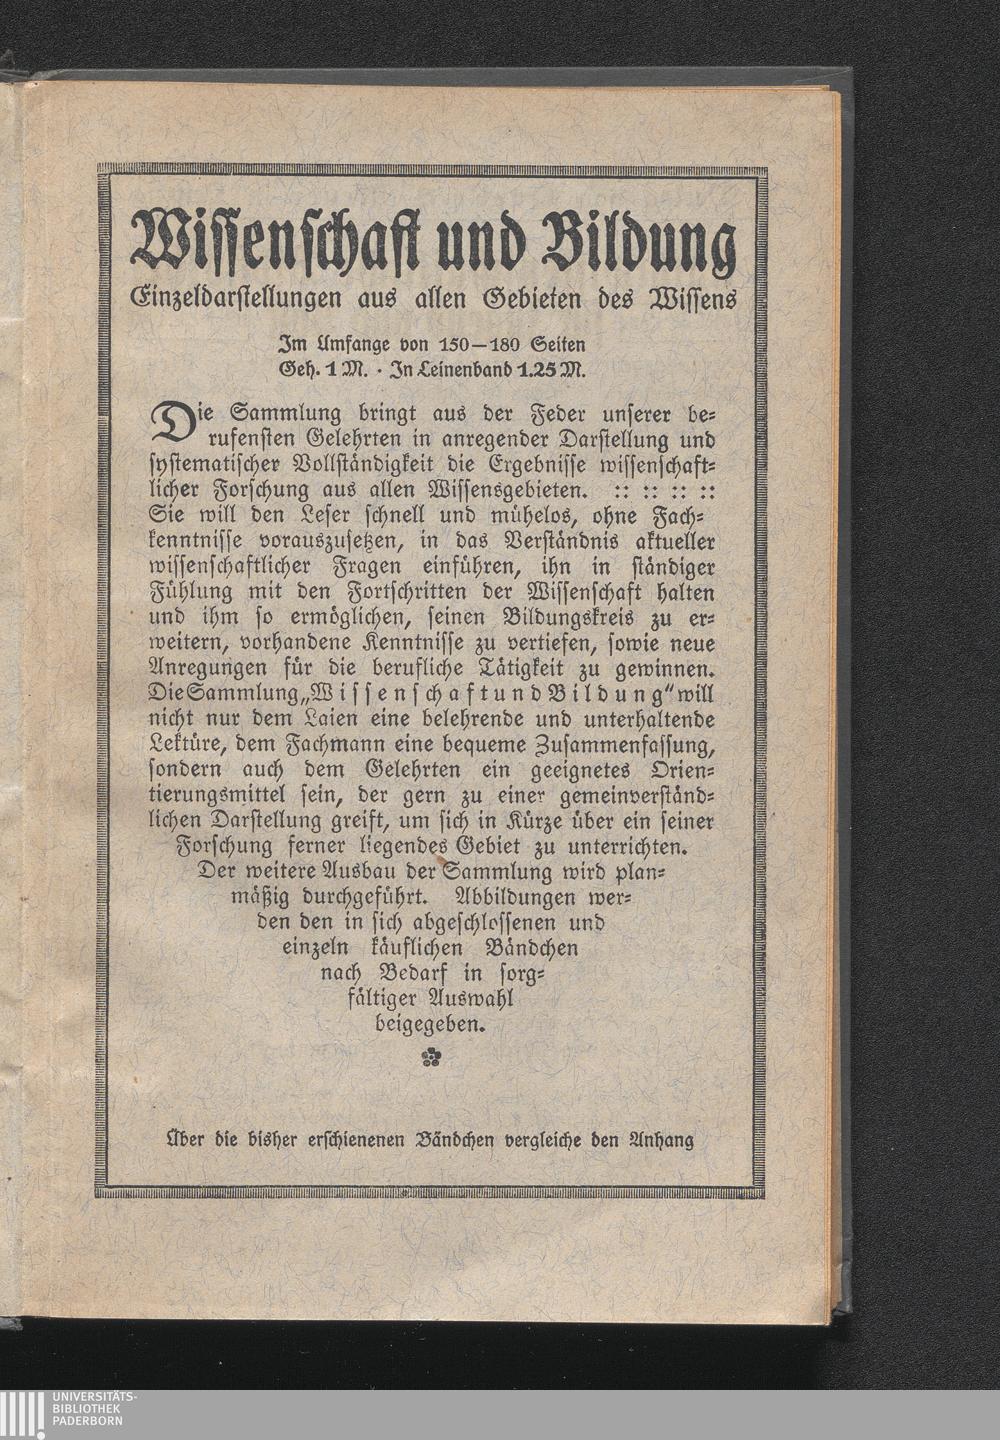 Wissenschaft und Bildung
Einzeldarstellungen aus allen Gebieten des Wissens
Im Umfange von 150—180 Seiten
Geh. 1 M. · In Leinenband 1.25 M.
Die Sammlung bringt aus der Feder unserer be-
rufensten Gelehrten in anregender Darstellung und
systematischer Vollständigkeit die Ergebnisse wissenschaft-
licher Forschung aus allen Wissensgebieten. :: :: :: ::
Sie will den Leser schnell und mühelos, ohne Fach-
kenntnisse vorauszusetzen, in das Verständnis aktueller
wissenschaftlicher Fragen einführen, ihn in ständiger
Fühlung mit den Fortschritten der Wissenschaft halten
und ihm so ermöglichen, seinen Bildungskreis zu er-
weitern, vorhandene Kenntnisse zu vertiefen, sowie neue
Anregungen für die berufliche Tätigkeit zu gewinnen.
Die Sammlung „Wissenschaft und Bildung“ will
nicht nur dem Laien eine belehrende und unterhaltende
Lektüre, dem Fachmann eine bequeme Zusammenfassung,
sondern auch dem Gelehrten ein geeignetes Orien-
tierungsmittel sein, der gern zu einer gemeinverständ-
lichen Darstellung greift, um sich in Kürze über ein seiner
Forschung ferner liegendes Gebiet zu unterrichten.
Der weitere Ausbau der Sammlung wird plan-
mäßig durchgeführt. Abbildungen wer-
den den in sich abgeschlossenen und
einzeln käuflichen Bändchen
nach Bedarf in sorg-
fältiger Auswahl
beigegeben.
Über die bisher erschienenen Bändchen vergleiche den Anhang
UNIVERSITÄTS-
BIBLIOTHEK
PADERBORN